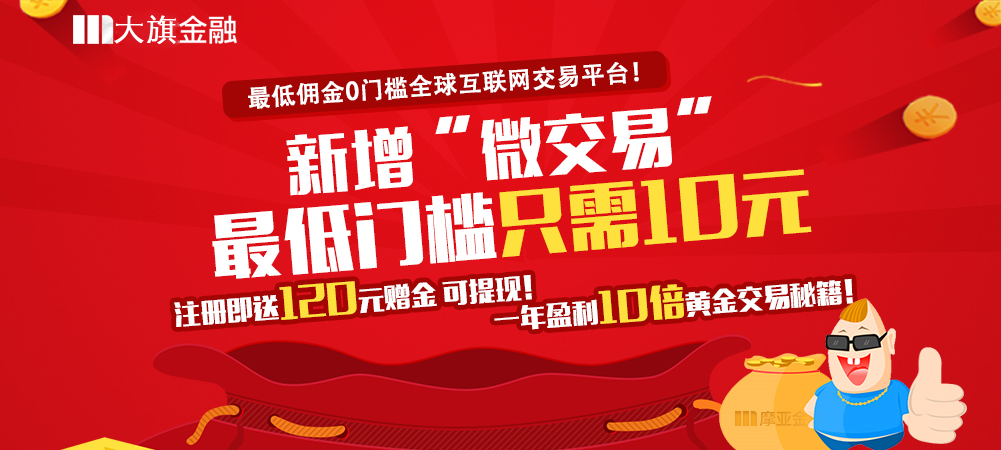 大旗金融
最低佣金0门槛全球互联网交易平台！
新增“微交易”
最低门槛只需10元
注册即送120元赠金 可提现！
一年盈利10倍黄金交易秘籍！
摩亚金